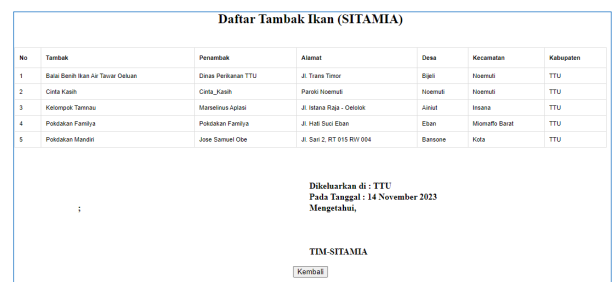 Daftar Tambak Ikan (SITAMIA)
No Tambak Penambak Alamat Desa Kecamatan Kabupaten
1 Balai Benih Ikan Air Tawar Oeluan Dinas Perikanan TTU Jl. Trans Timor Bijeli Noemuti TTU
2 Cinta Kasih Cinta_Kasih Paroki Noemuti Noemuti Noemuti TTU
3 Kelompok Tamnau Marselinus Aplasi Jl. Istana Raja - Oelolok Ainiut Insana TTU
4 Pokdakan Familya Pokdakan Familya Jl. Hati Suci Eban Eban Miomaffo Barat TTU
5 Pokdakan Mandiri Jose Samuel Obe Jl. Sari 2, RT 015 RW 004 Bansone Kota TTU
Dikeluarkan di : TTU
Pada Tanggal : 14 November 2023
; Mengetahui,
TIM-SITAMIA
Kembali